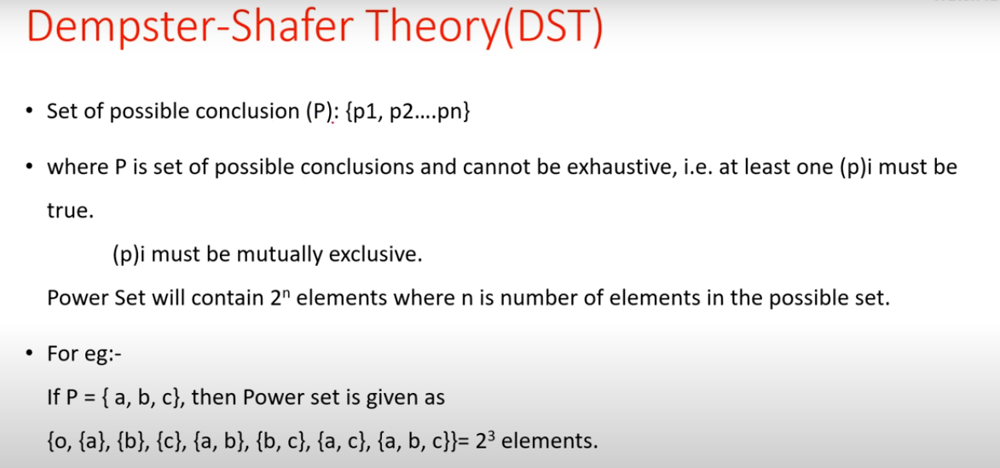 Dempster-Shafer Theory(DST)
• Set of possible conclusion (P): {p1, p2....pn}
• where P is set of possible conclusions and cannot be exhaustive, i.e. at least one (p)i must be
true.
(p)i must be mutually exclusive.
Power Set will contain 2ⁿ elements where n is number of elements in the possible set.
• For eg:-
If P = { a, b, c}, then Power set is given as
{o, {a}, {b}, {c}, {a, b}, {b, c}, {a, c}, {a, b, c}}= 2³ elements.